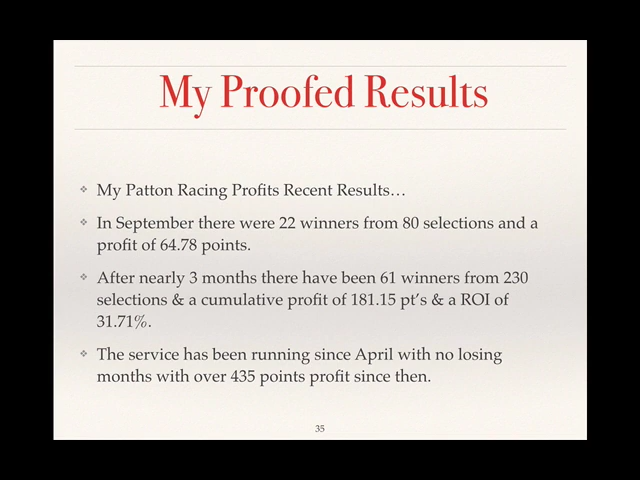 My Proofed Results
❖ My Patton Racing Profits Recent Results…
❖ In September there were 22 winners from 80 selections and a
profit of 64.78 points.
❖ After nearly 3 months there have been 61 winners from 230
selections & a cumulative profit of 181.15 pt’s & a ROI of
31.71%.
❖ The service has been running since April with no losing
months with over 435 points profit since then.
35